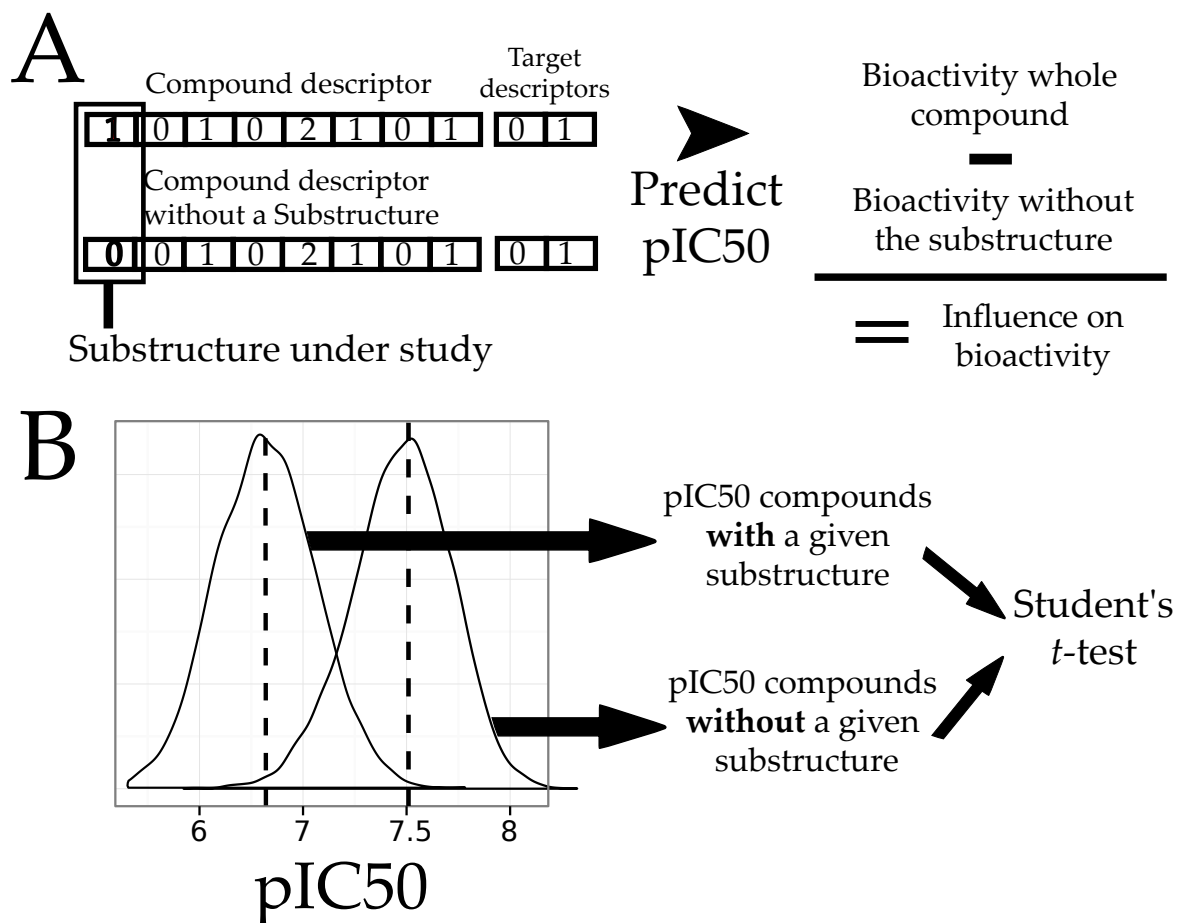 A
Compound descriptor
Target
descriptors
1 0 1 0 2 1 0 1 0 1
Compound descriptor
without a Substructure
0 0 1 0 2 1 0 1 0 1
Substructure under study
Predict
pIC50
Bioactivity whole
compound
Bioactivity without
the substructure
= Influence on
bioactivity
B
pIC50 compounds
with a given
substructure
pIC50 compounds
without a given
substructure
Student's
t-test
6 7 7.5 8
pIC50